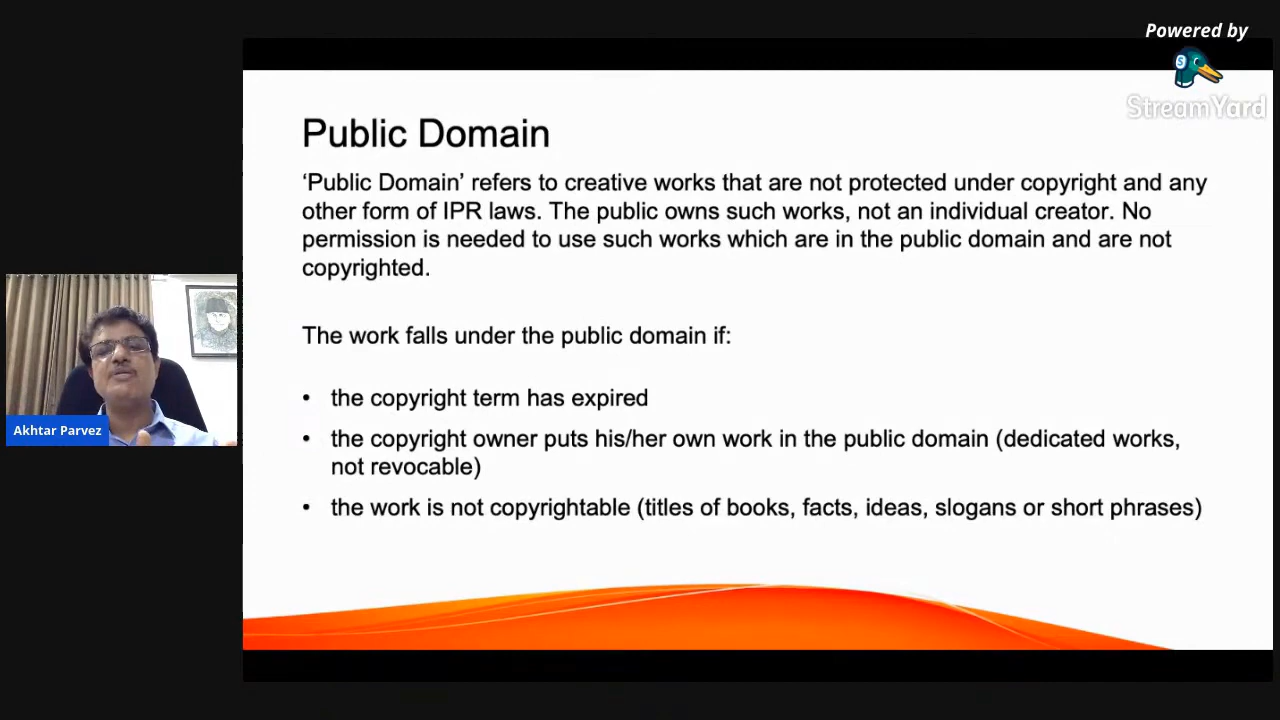 Powered by
StreamYard
Public Domain
‘Public Domain’ refers to creative works that are not protected under copyright and any
other form of IPR laws. The public owns such works, not an individual creator. No
permission is needed to use such works which are in the public domain and are not
copyrighted.
The work falls under the public domain if:
• the copyright term has expired
• the copyright owner puts his/her own work in the public domain (dedicated works,
not revocable)
• the work is not copyrightable (titles of books, facts, ideas, slogans or short phrases)
Akhtar Parvez